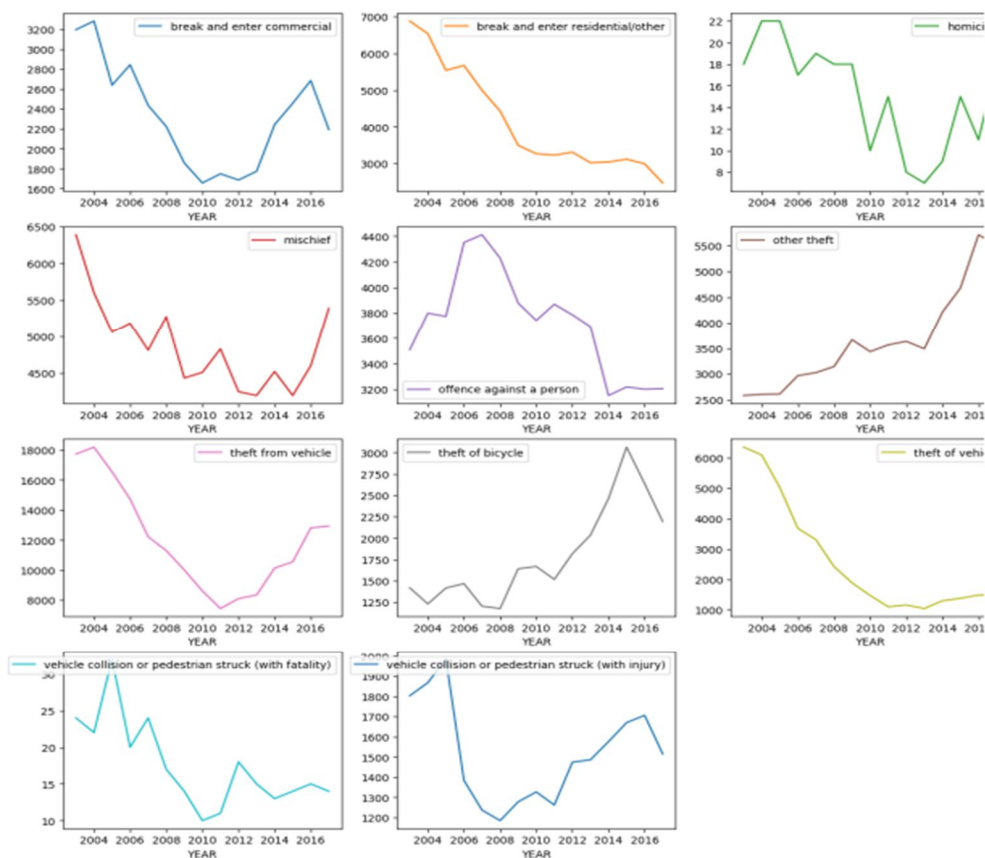 break and enter commercial
3200
3000
2800
2600
2400
2200
2000
1800
1600
2004 2006 2008 2010 2012 2014 2016
YEAR
break and enter residential/other
7000
6000
5000
4000
3000
2004 2006 2008 2010 2012 2014 2016
YEAR
homici
22
20
18
16
14
12
10
8
2004 2006 2008 2010 2012 2014 201
YEAR
mischief
6500
6000
5500
5000
4500
2004 2006 2008 2010 2012 2014 2016
YEAR
4400
4200
4000
3800
3600
3400
3200
offence against a person
2004 2006 2008 2010 2012 2014 2016
YEAR
other theft
5500
5000
4500
4000
3500
3000
2500
2004 2006 2008 2010 2012 2014 201
YEAR
theft from vehicle
18000
16000
14000
12000
10000
8000
2004 2006 2008 2010 2012 2014 2016
YEAR
theft of bicycle
3000
2750
2500
2250
2000
1750
1500
1250
2004 2006 2008 2010 2012 2014 2016
YEAR
theft of vehic
6000
5000
4000
3000
2000
1000
2004 2006 2008 2010 2012 2014 201
YEAR
vehicle collision or pedestrian struck (with fatality)
30
25
20
15
10
2004 2006 2008 2010 2012 2014 2016
YEAR
2000
vehicle collision or pedestrian struck (with injury)
1800
1700
1600
1500
1400
1300
1200
2004 2006 2008 2010 2012 2014 2016
YEAR